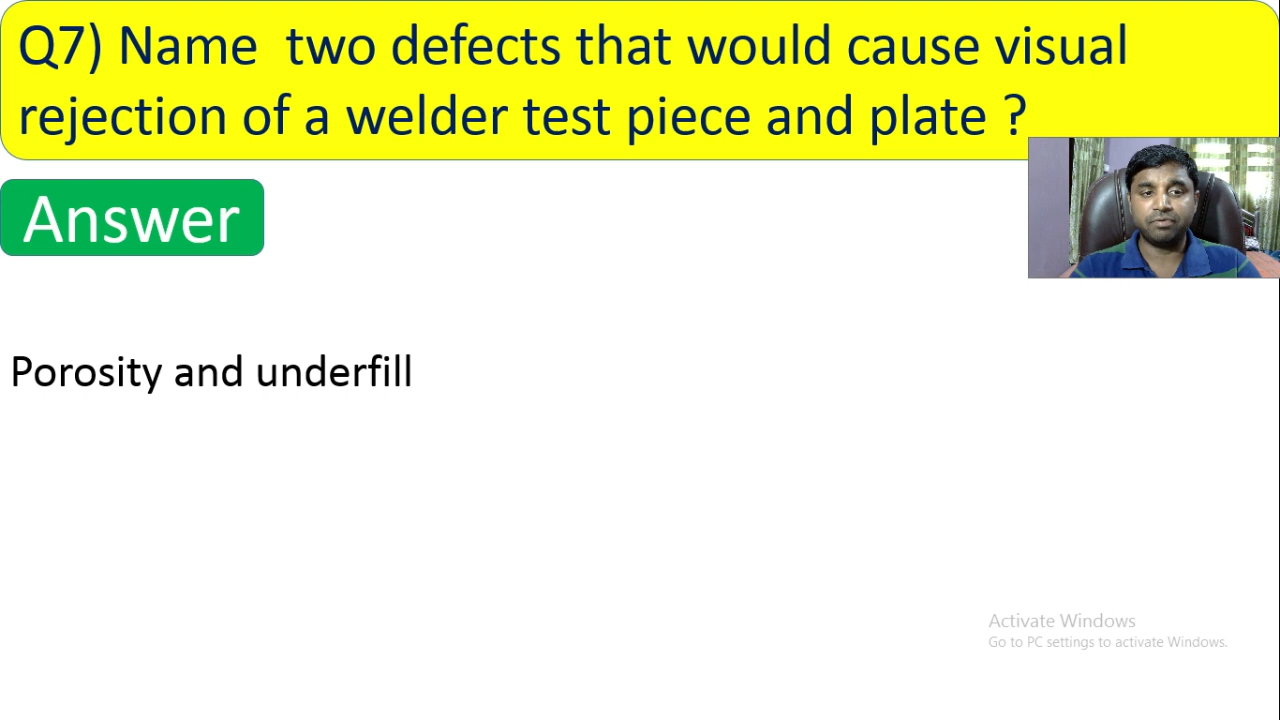 Q7) Name  two defects that would cause visual
rejection of a welder test piece and plate ?
Answer
Porosity and underfill
Activate Windows
Go to PC settings to activate Windows.